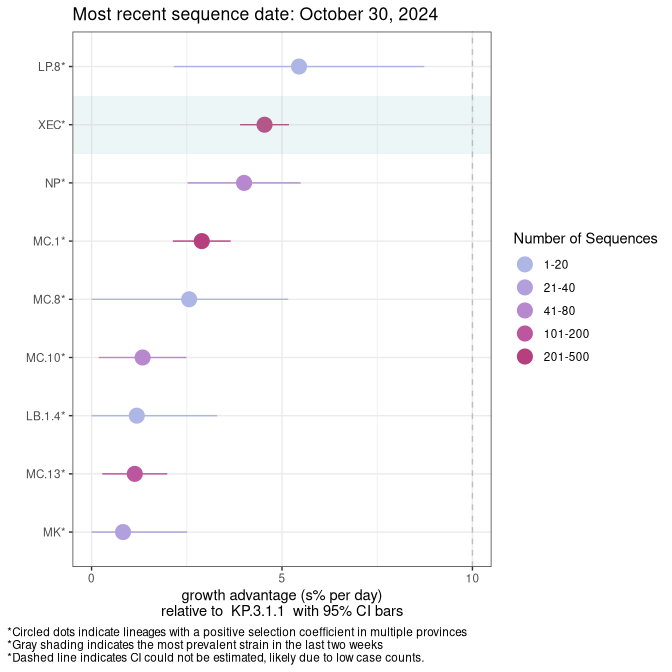 Most recent sequence date: October 30, 2024
LP.8*
XEC*
NP*
MC.1*
MC.8*
MC.10*
LB.1.4*
MC.13*
MK*
0 5 10
growth advantage (s% per day)
relative to KP.3.1.1 with 95% CI bars
Number of Sequences
1-20
21-40
41-80
101-200
201-500
*Circled dots indicate lineages with a positive selection coefficient in multiple provinces
*Gray shading indicates the most prevalent strain in the last two weeks
*Dashed line indicates CI could not be estimated, likely due to low case counts.